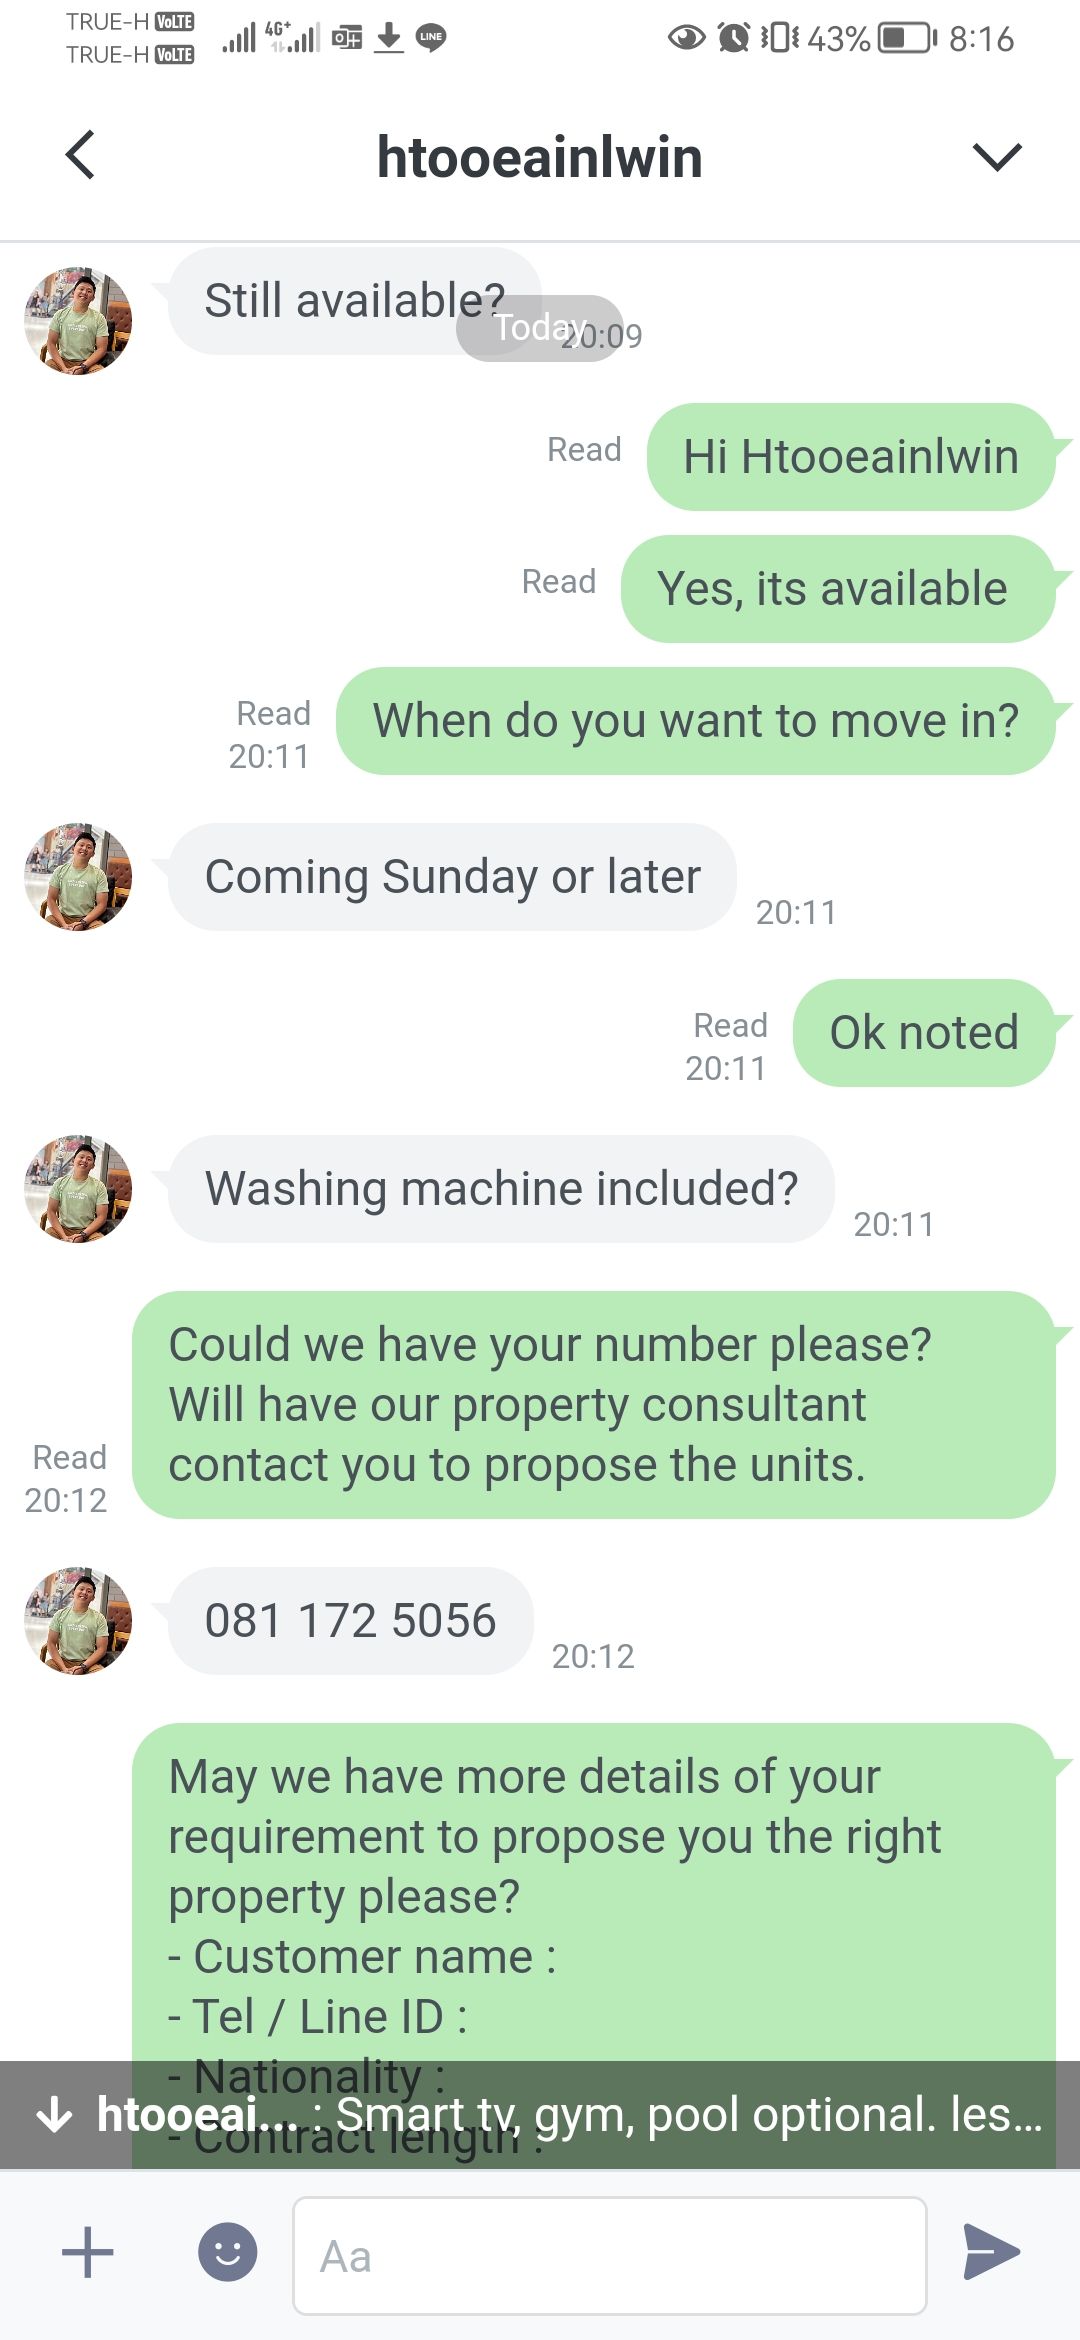 TRUE-H VoLTE
TRUE-H VoLTE
4G+
LINE
43%
8:16
htooeainlwin
Still available?
Today
20:09
Read
Hi Htooeainlwin
Read
Yes, its available
Read
20:11
When do you want to move in?
Coming Sunday or later
20:11
Read
20:11
Ok noted
Washing machine included?
20:11
Could we have your number please?
Will have our property consultant
contact you to propose the units.
Read
20:12
081 172 5056
20:12
May we have more details of your
requirement to propose you the right
property please?
- Customer name :
- Tel / Line ID :
- Nationality :
- Contract length :
htooeai... : Smart tv, gym, pool optional. les...
Aa